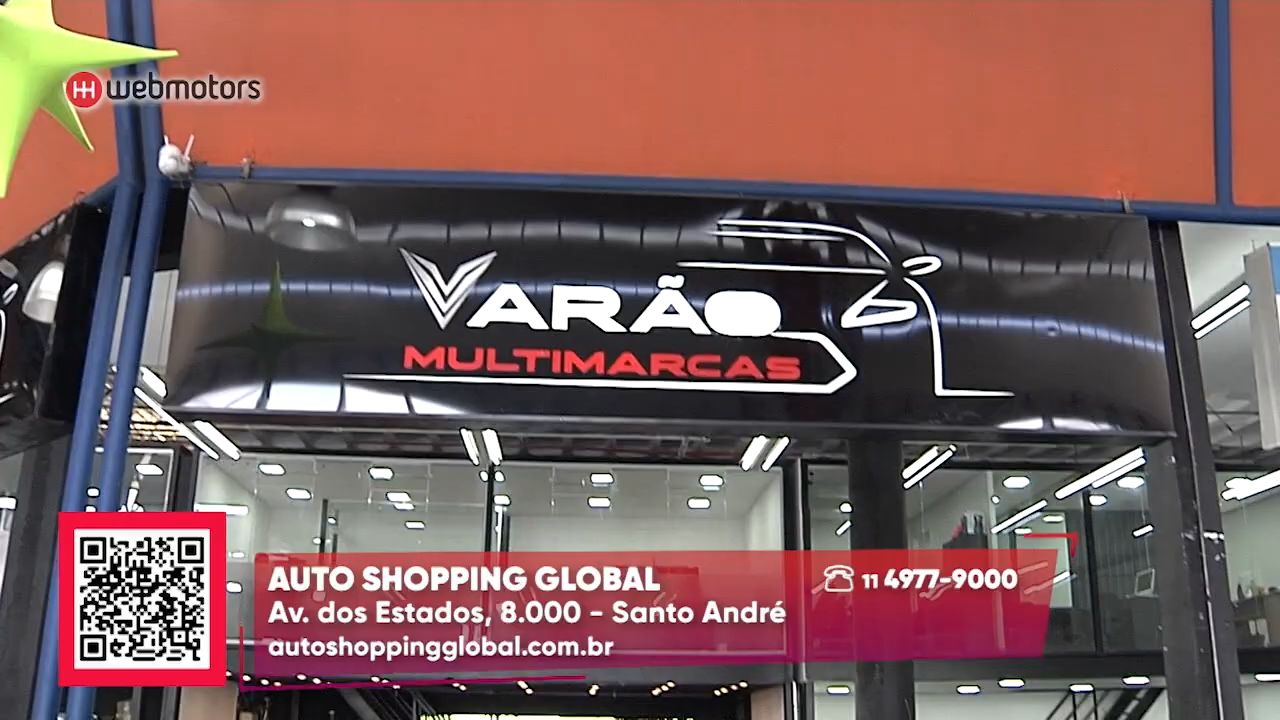 webmotors
VARÃO
MULTIMARCAS
AUTO SHOPPING GLOBAL
11 4977-9000
Av. dos Estados, 8.000 - Santo André
autoshoppingglobal.com.br